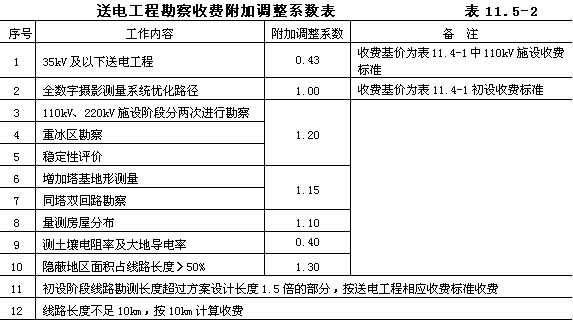 送电工程勘察收费附加调整系数表 表 11.5-2
序号 工作内容 附加调整系数 备 注
1 35kV 及以下送电工程 0.43 收费基价为表 11.4-1 中 110kV 施设收费
标准
2 全数字摄影测量系统优化路径 1.00 收费基价为表 11.4-1 初设收费标准
3 110kV、220kV 施设阶段分两次进行勘察
4 重冰区勘察 1.20
5 稳定性评价
6 增加塔基地形测量
1.15
7 同塔双回路勘察
8 量测房屋分布 1.10
9 测土壤电阻率及大地导电率 0.40
10 隐蔽地区面积占线路长度>50% 1.30
11 初设阶段线路勘测长度超过方案设计长度 1.5 倍的部分,按送电工程相应收费标准收费
12 线路长度不足 10km,按 10km 计算收费